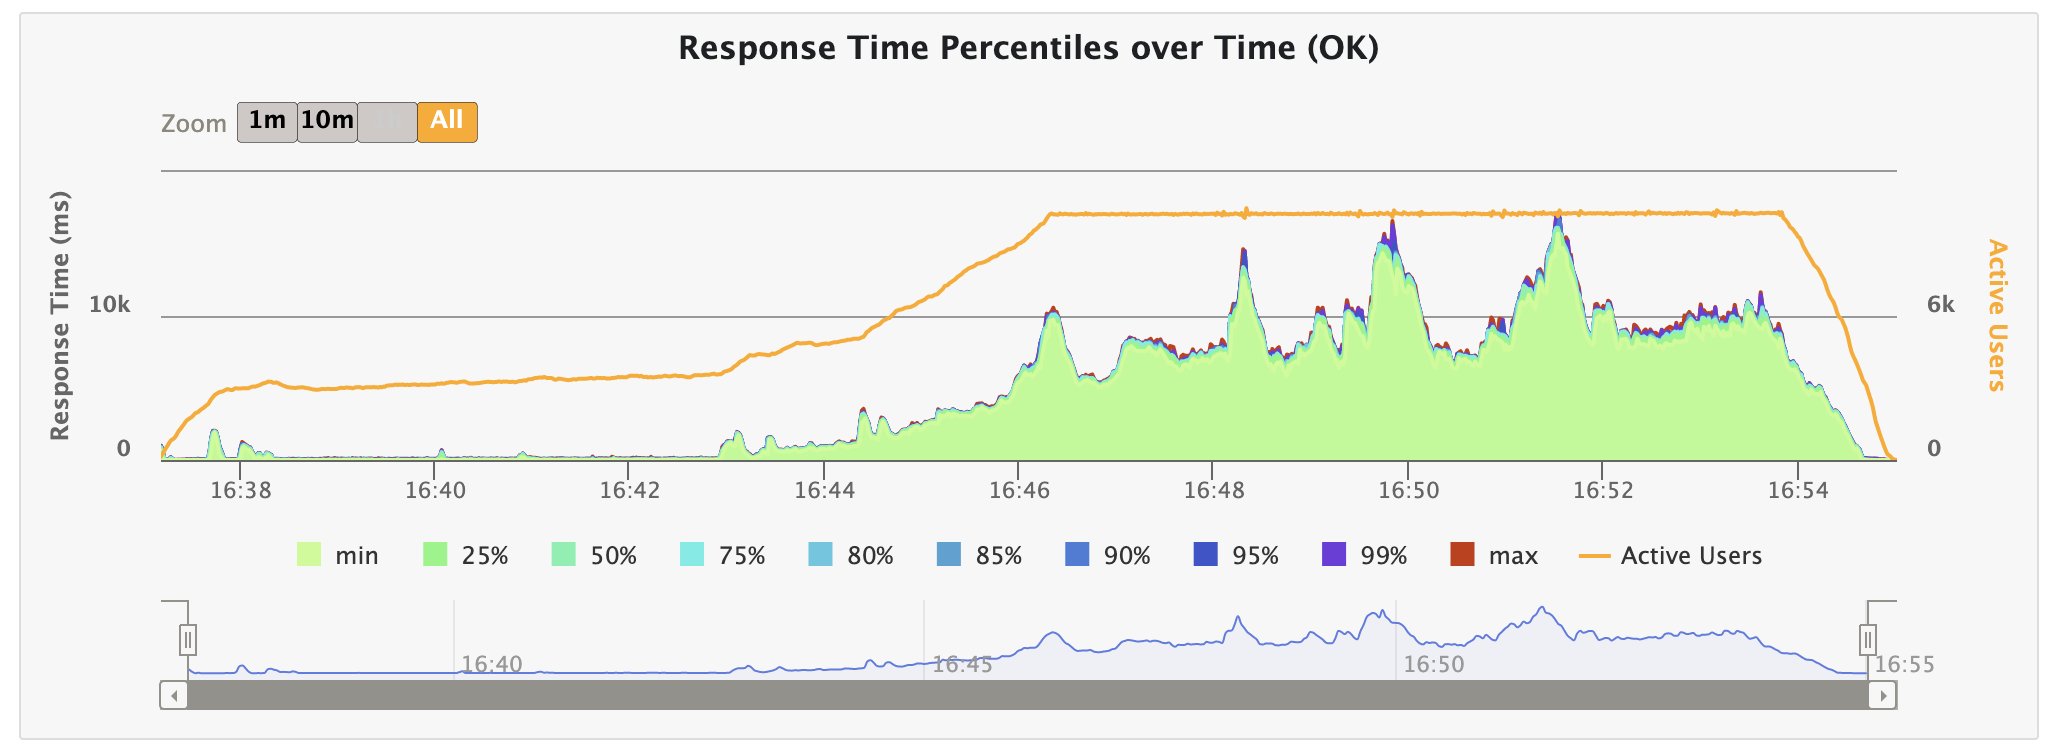 Response Time Percentiles over Time (OK)
Zoom 1m 10m 1h All
Response Time (ms)
10k
0
6k
0
Active Users
16:38 16:40 16:42 16:44 16:46 16:48 16:50 16:52 16:54
min 25% 50% 75% 80% 85% 90% 95% 99% max Active Users
16:40 16:45 16:50 16:55